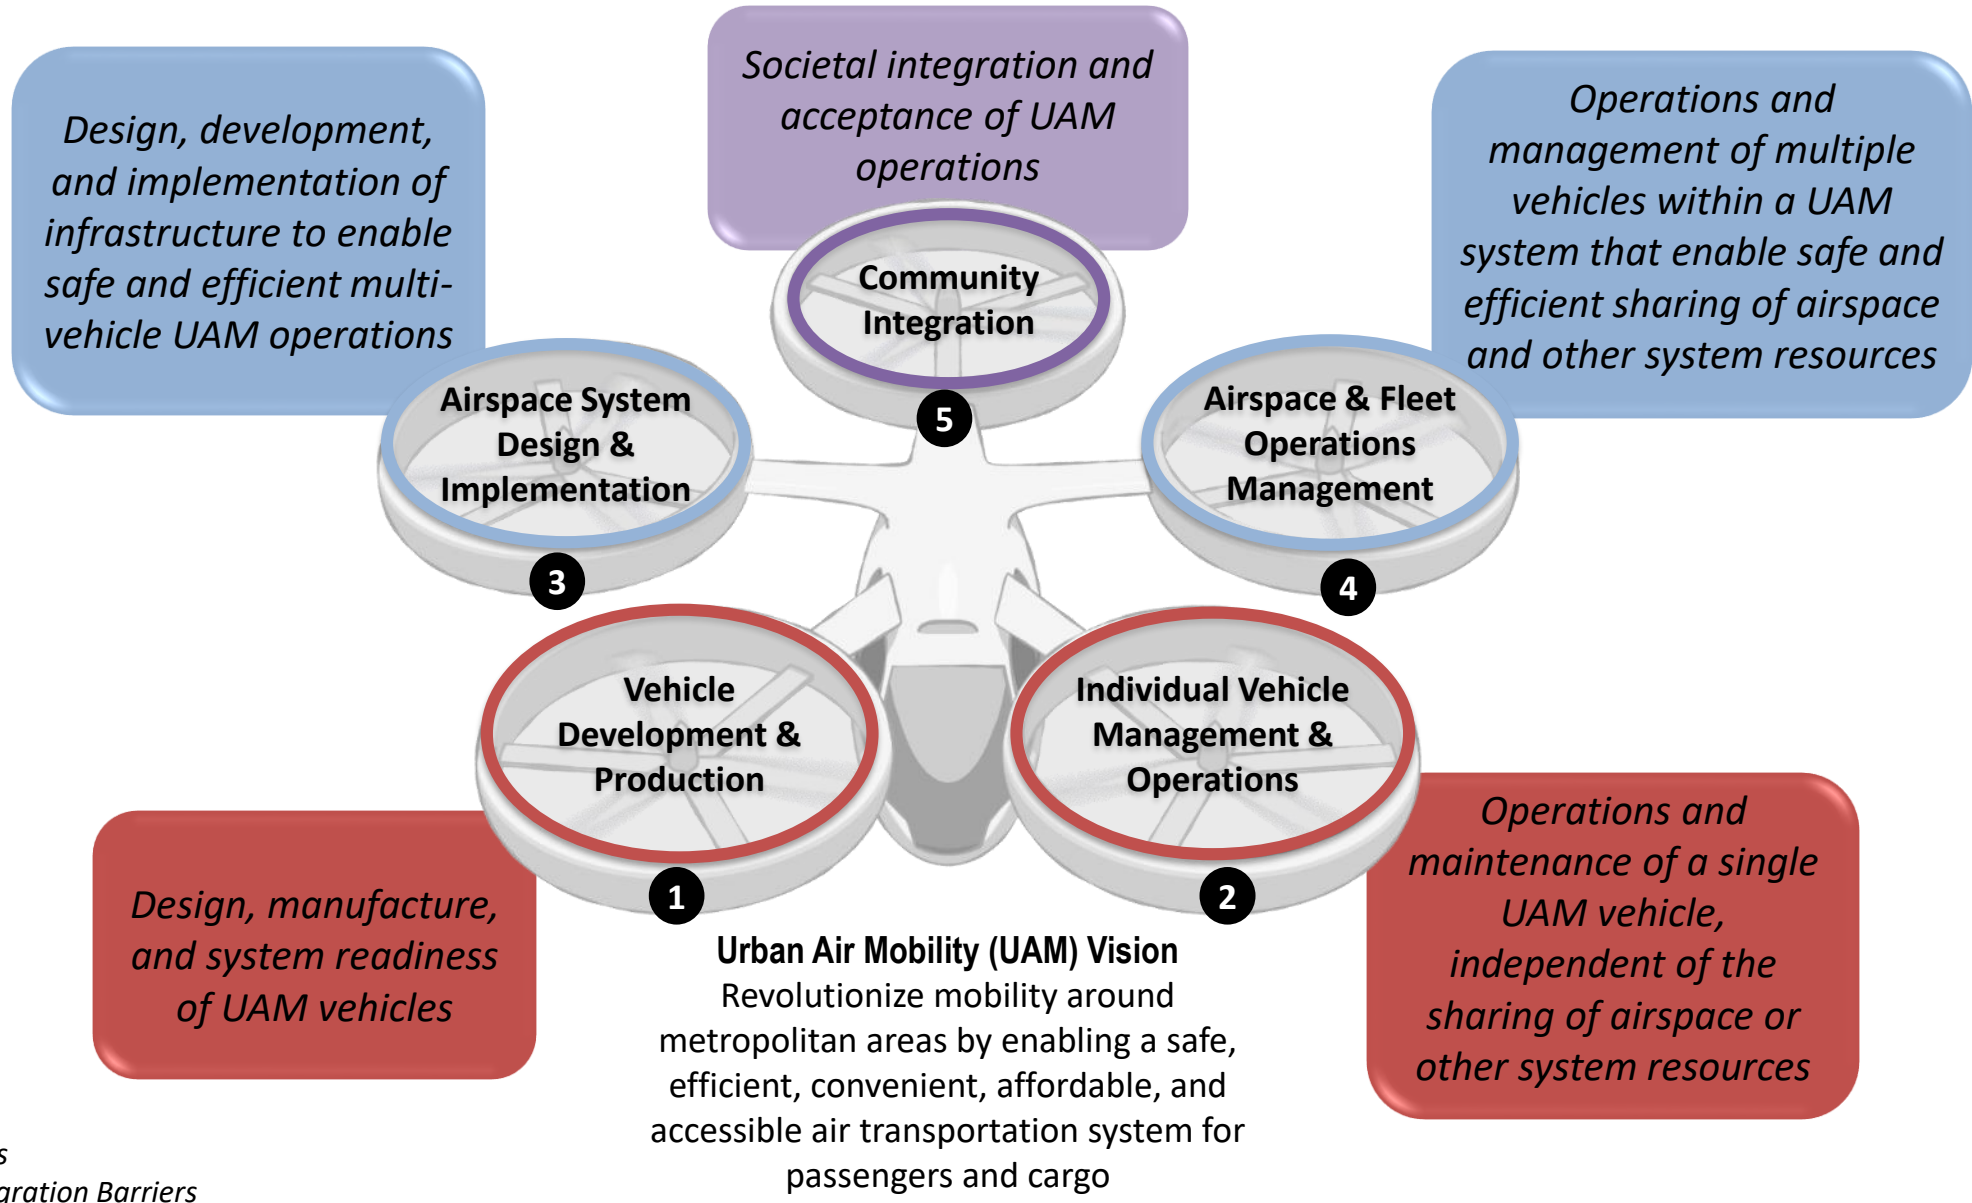 Societal integration and
acceptance of UAM
operations
Design, development,
and implementation of
infrastructure to enable
safe and efficient multi-
vehicle UAM operations
Operations and
management of multiple
vehicles within a UAM
system that enable safe and
efficient sharing of airspace
and other system resources
Community
Integration
5
Airspace System
Design &
Implementation
3
Airspace & Fleet
Operations
Management
4
Vehicle
Development &
Production
1
Individual Vehicle
Management &
Operations
2
Design, manufacture,
and system readiness
of UAM vehicles
Operations and
maintenance of a single
UAM vehicle,
independent of the
sharing of airspace or
other system resources
Urban Air Mobility (UAM) Vision
Revolutionize mobility around
metropolitan areas by enabling a safe,
efficient, convenient, affordable, and
accessible air transportation system for
passengers and cargo
Barriers